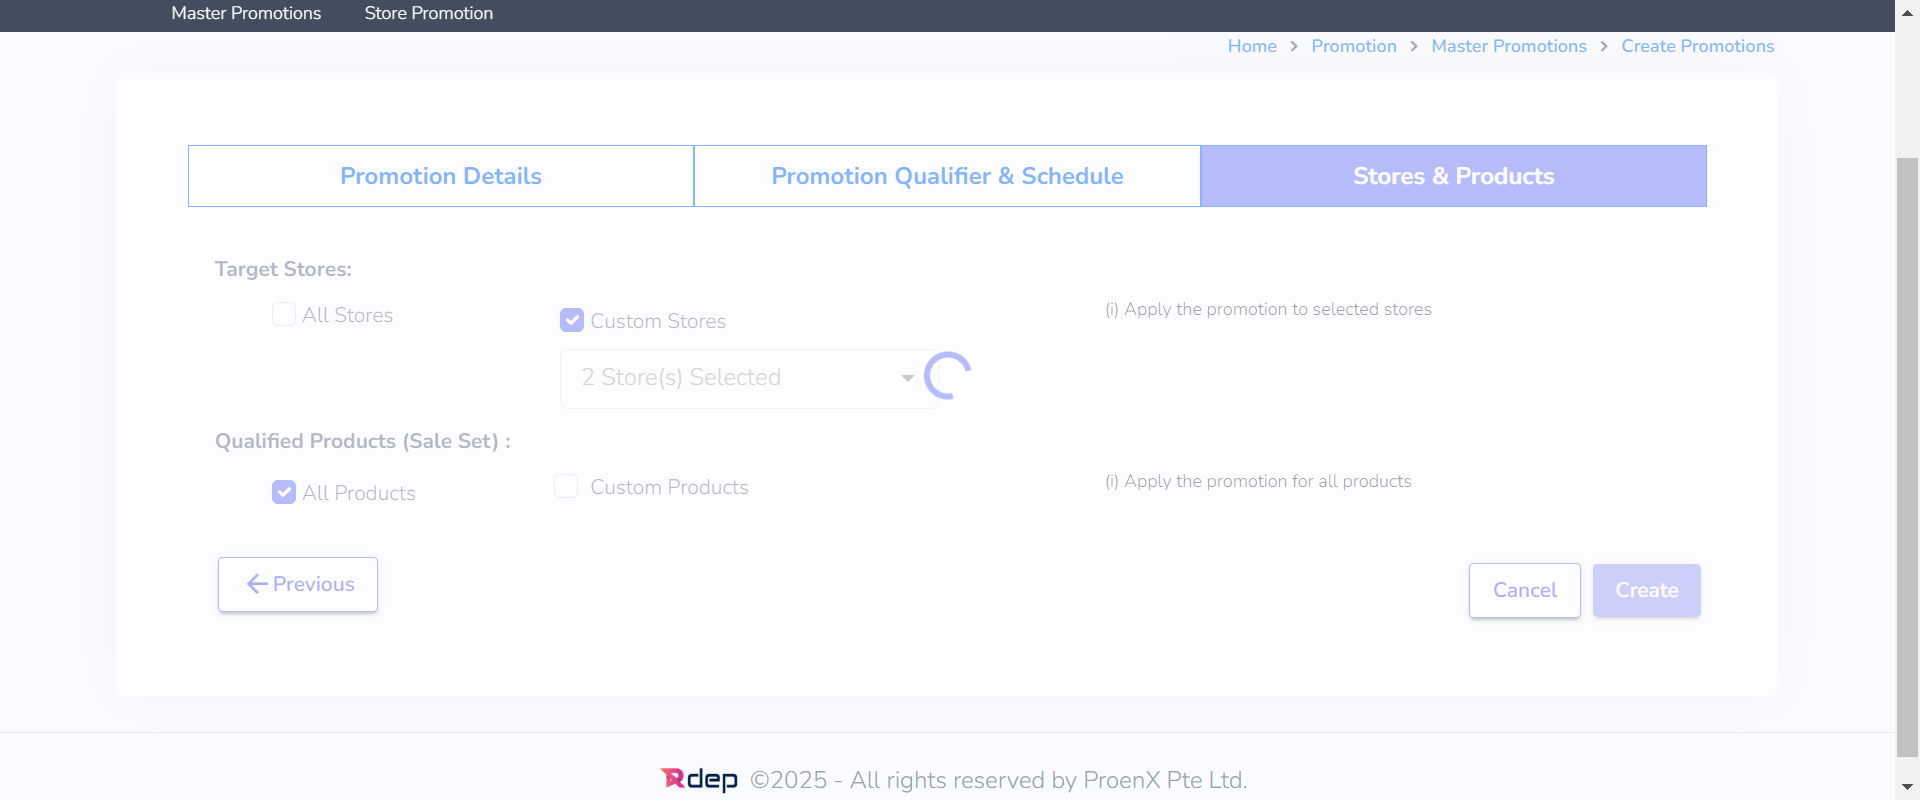 Master Promotions Store Promotion
Home > Promotion > Master Promotions > Create Promotions
Promotion Details Promotion Qualifier & Schedule Stores & Products
Target Stores:
All Stores Custom Stores (i) Apply the promotion to selected stores
2 Store(s) Selected
Qualified Products (Sale Set) :
All Products Custom Products (i) Apply the promotion for all products
Previous Cancel Create
Rdep ©2025 - All rights reserved by ProenX Pte Ltd.